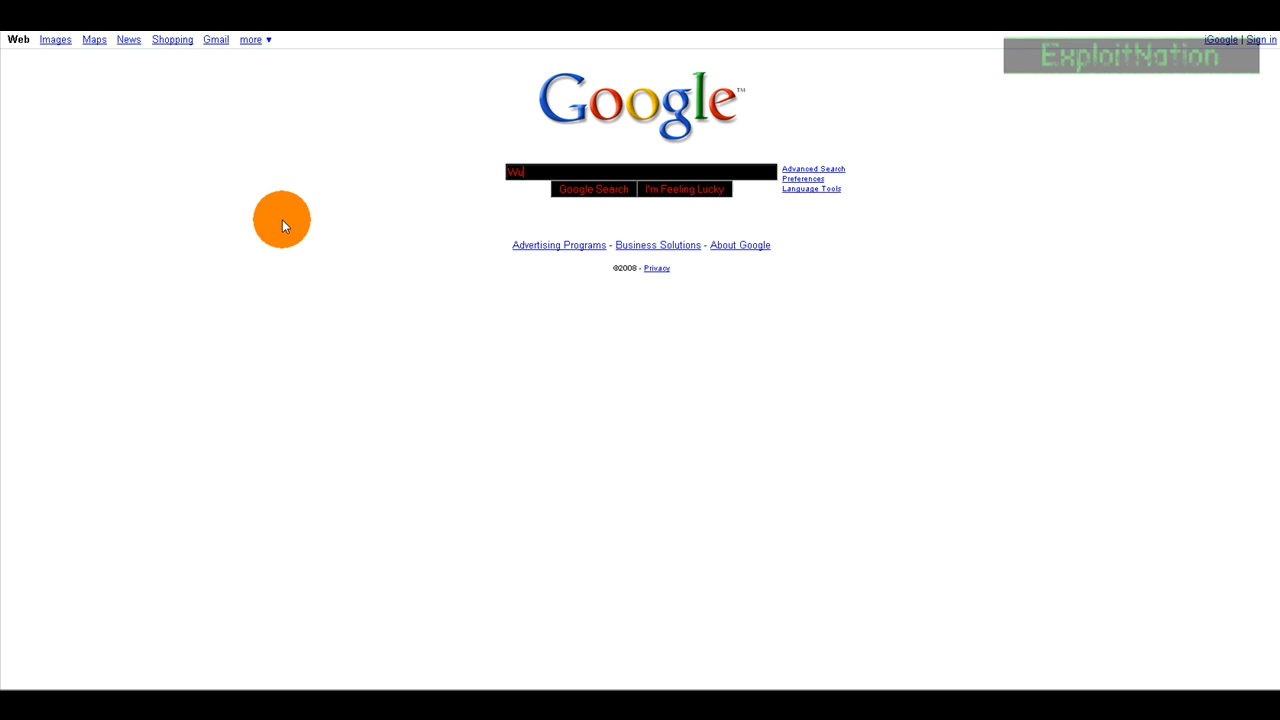 Web Images Maps News Shopping Gmail more ▼ iGoogle | Sign in
ExploitNation
Google™
Wu
Advanced Search
Preferences
Language Tools
Google Search I'm Feeling Lucky
Advertising Programs - Business Solutions - About Google
©2008 - Privacy